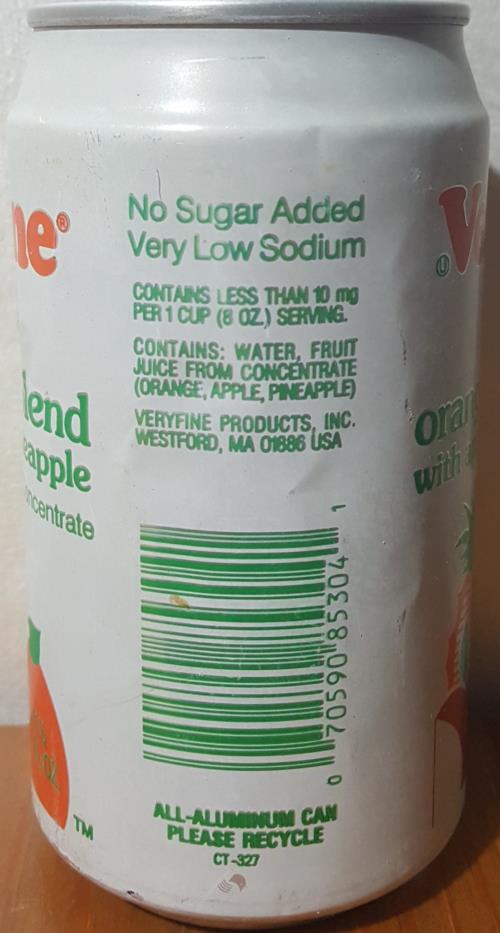 ne®
No Sugar Added
Very Low Sodium
CONTAINS LESS THAN 10 mg
PER 1 CUP (8 OZ.) SERVING.
CONTAINS: WATER, FRUIT
JUICE FROM CONCENTRATE
(ORANGE, APPLE, PINEAPPLE)
VERYFINE PRODUCTS, INC.
WESTFORD, MA 01886 USA
lend
eapple
ncentrate
0 70590 85304 1
ALL-ALUMINUM CAN
PLEASE RECYCLE
CT-327
TM
OZ.
V
oran
with a